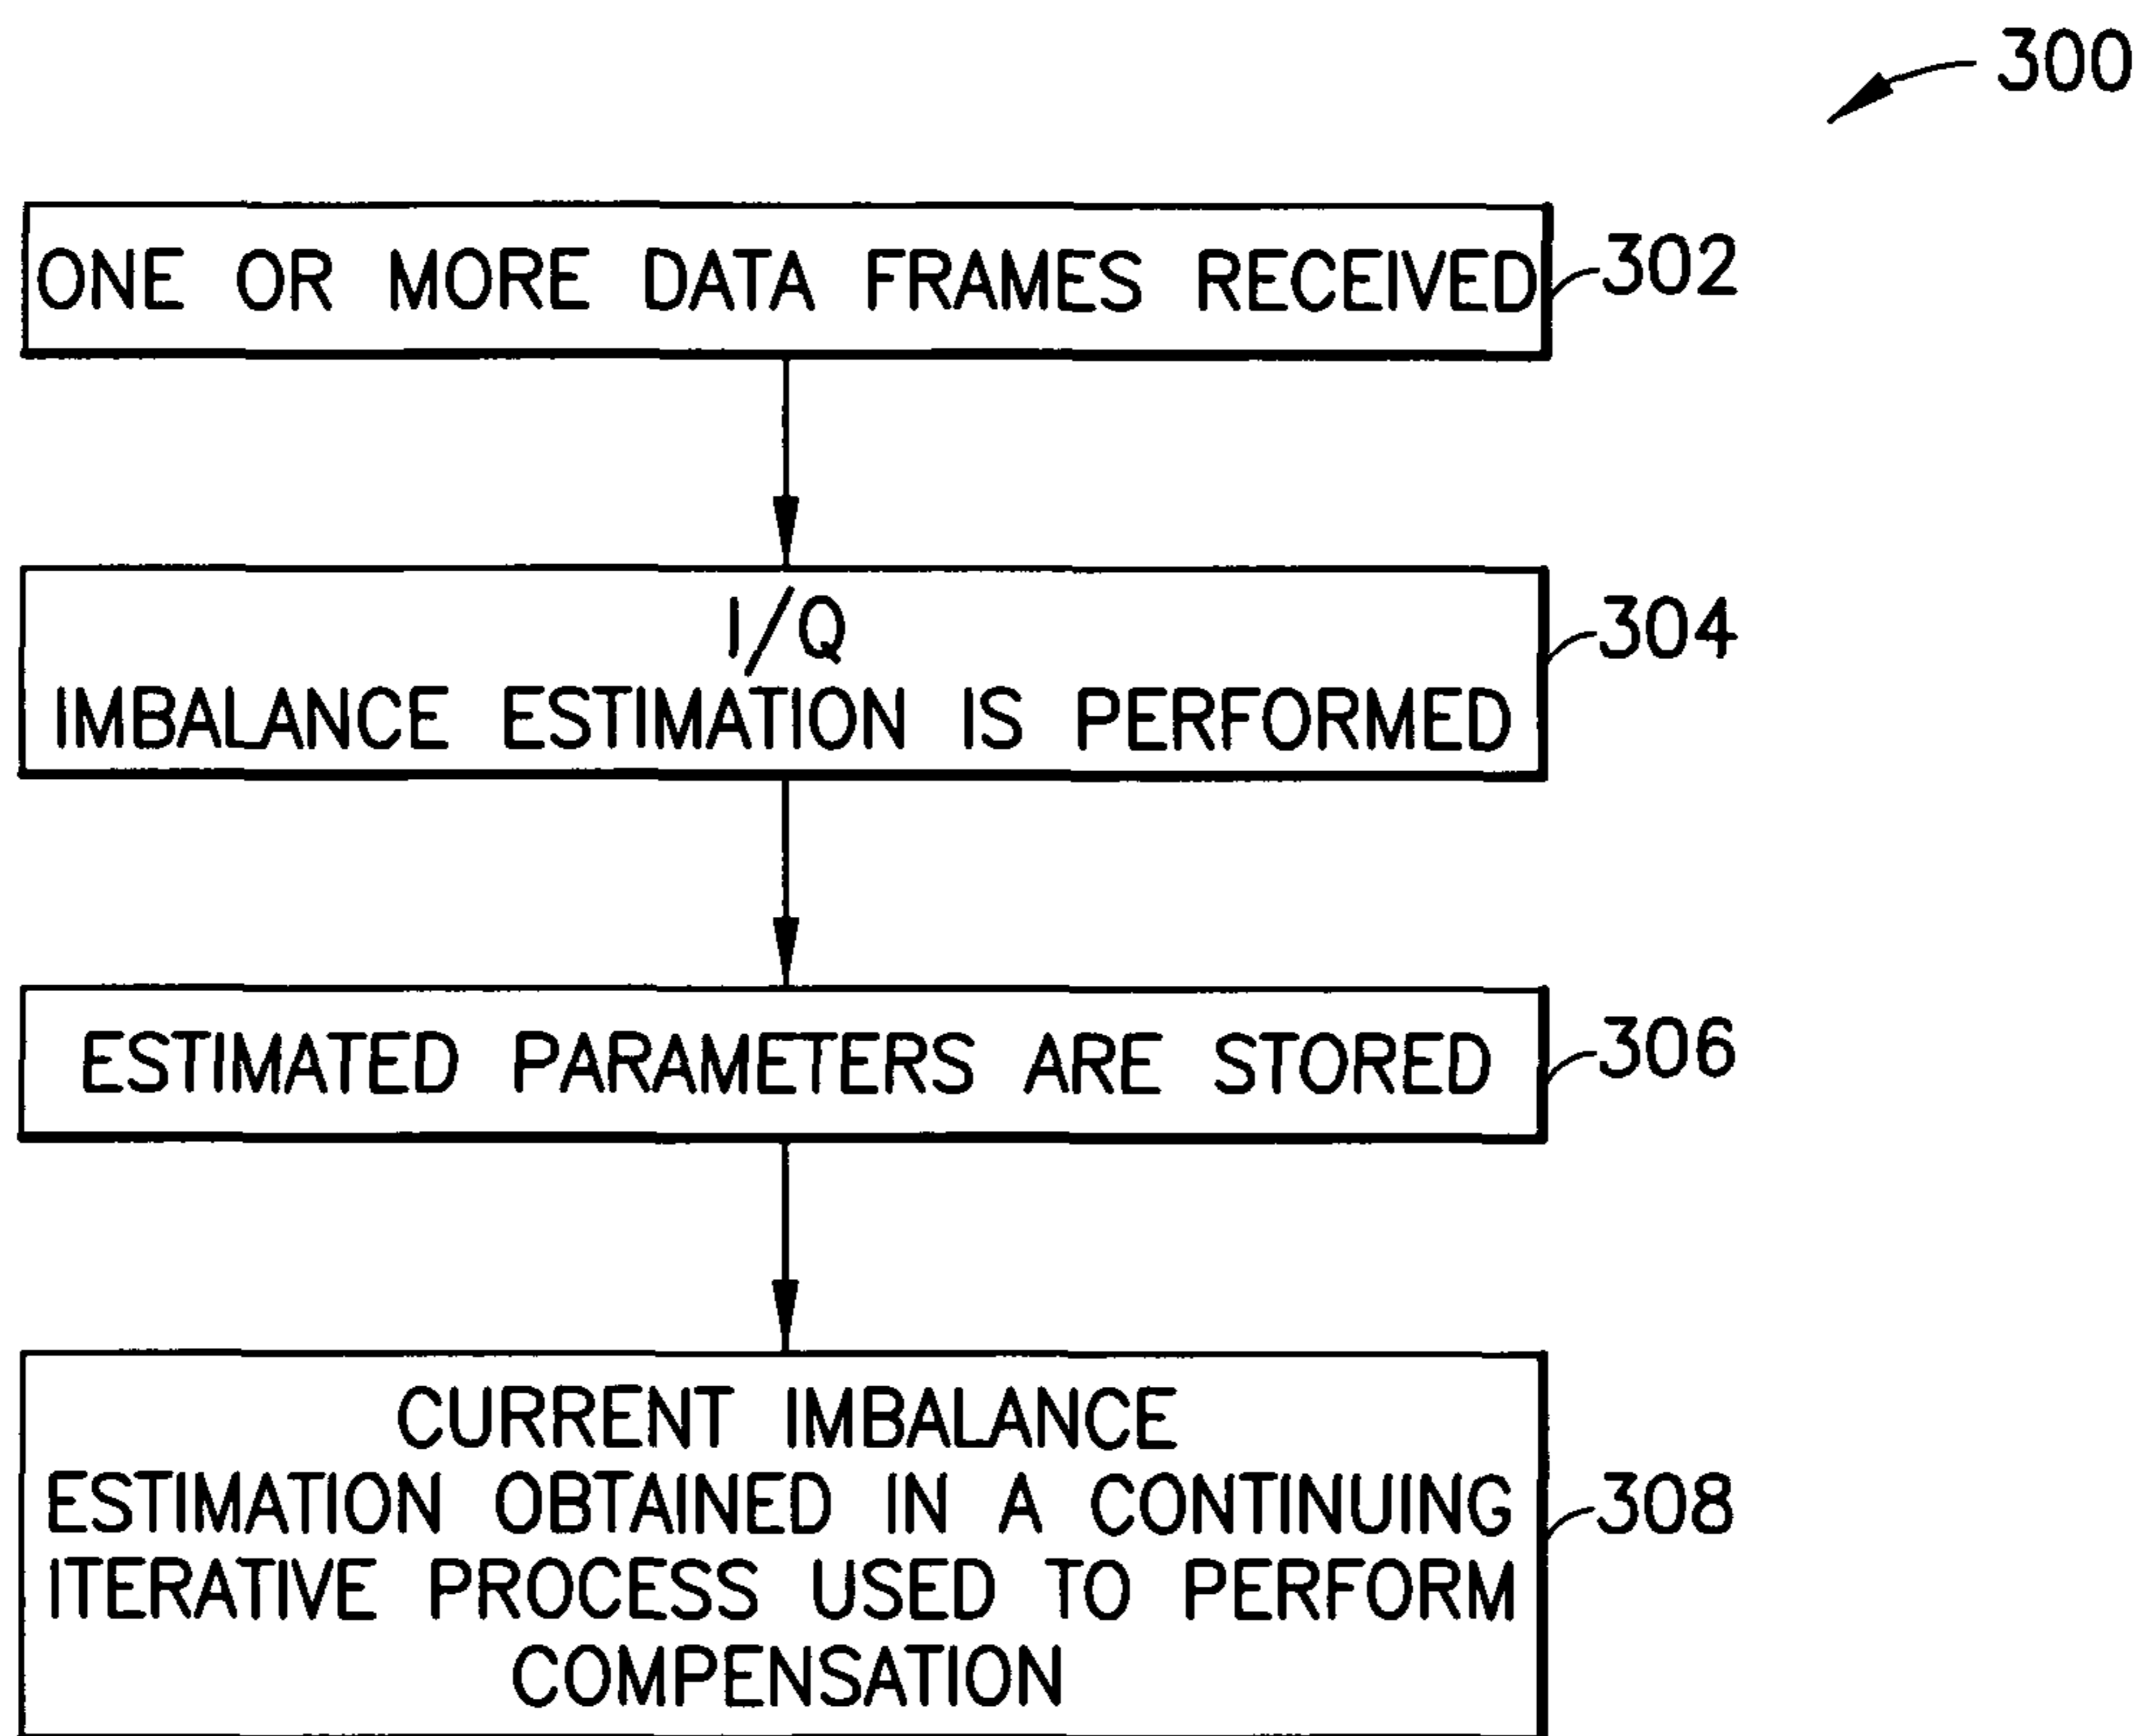 300
ONE OR MORE DATA FRAMES RECEIVED
302
I/Q
304
IMBALANCE ESTIMATION IS PERFORMED
ESTIMATED PARAMETERS ARE STORED
306
CURRENT IMBALANCE
ESTIMATION OBTAINED IN A CONTINUING
308
ITERATIVE PROCESS USED TO PERFORM
COMPENSATION